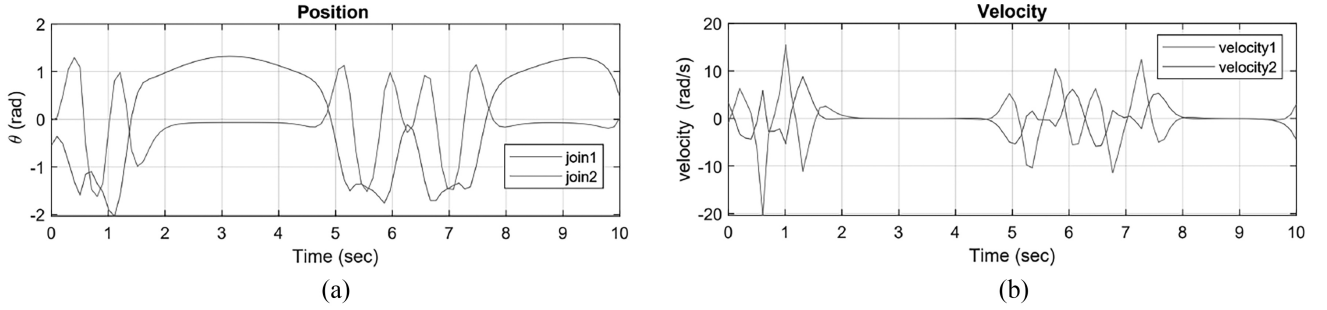 Position
2
1
0
-1
-2
θ (rad)
join1
join2
0 1 2 3 4 5 6 7 8 9 10
Time (sec)
(a)
Velocity
20
10
0
-10
-20
velocity (rad/s)
velocity1
velocity2
0 1 2 3 4 5 6 7 8 9 10
Time (sec)
(b)